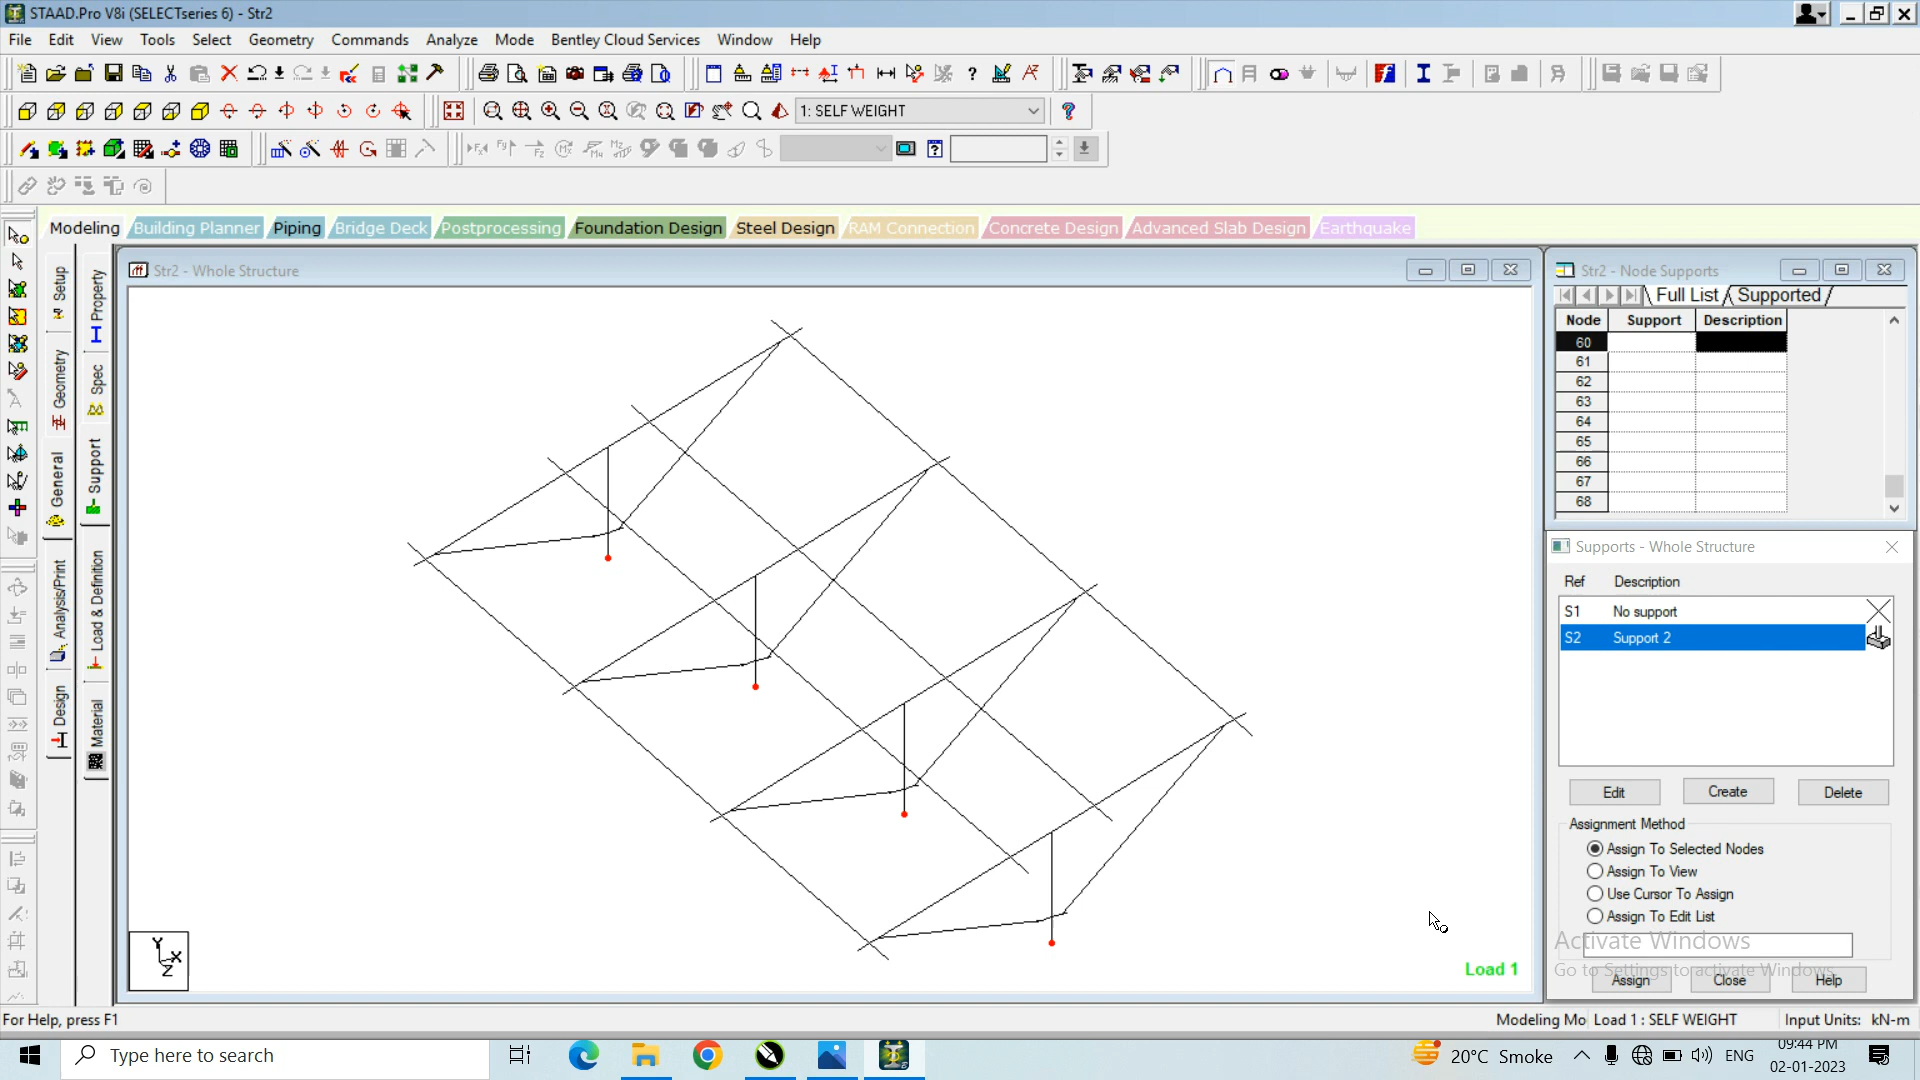 STAAD.Pro V8i (SELECTseries 6) - Str2
File Edit View Tools Select Geometry Commands Analyze Mode Bentley Cloud Services Window Help
1: SELF WEIGHT
Modeling Building Planner Piping Bridge Deck Postprocessing Foundation Design Steel Design RAM Connection Concrete Design Advanced Slab Design Earthquake
Setup
Geometry
General
Analysis/Print
Design
Property
Spec
Support
Load & Definition
Material
Str2 - Whole Structure
Y
X
Z
Load 1
Str2 - Node Supports
Full List Supported
Node Support Description
60
61
62
63
64
65
66
67
68
Supports - Whole Structure
Ref Description
S1 No support
S2 Support 2
Edit Create Delete
Assignment Method
Assign To Selected Nodes
Assign To View
Use Cursor To Assign
Assign To Edit List
Activate Windows
Go to Settings to activate Windows.
Assign Close Help
For Help, press F1
Modeling Mo Load 1 : SELF WEIGHT Input Units: kN-m
Type here to search
20°C Smoke
ENG
09:44 PM
02-01-2023